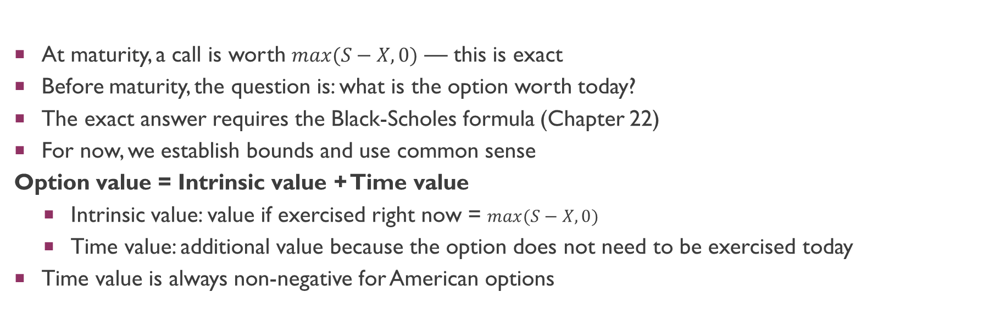 ▪ At maturity, a call is worth max(S − X, 0) — this is exact
▪ Before maturity, the question is: what is the option worth today?
▪ The exact answer requires the Black-Scholes formula (Chapter 22)
▪ For now, we establish bounds and use common sense
Option value = Intrinsic value + Time value
▪ Intrinsic value: value if exercised right now = max(S − X, 0)
▪ Time value: additional value because the option does not need to be exercised today
▪ Time value is always non-negative for American options